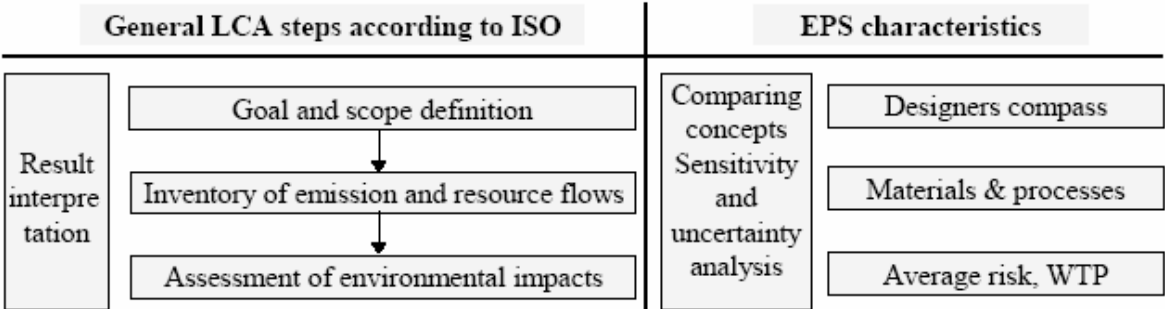 General LCA steps according to ISO
EPS characteristics
Result
interpre
tation
Goal and scope definition
Inventory of emission and resource flows
Assessment of environmental impacts
Comparing
concepts
Sensitivity
and
uncertainty
analysis
Designers compass
Materials & processes
Average risk, WTP